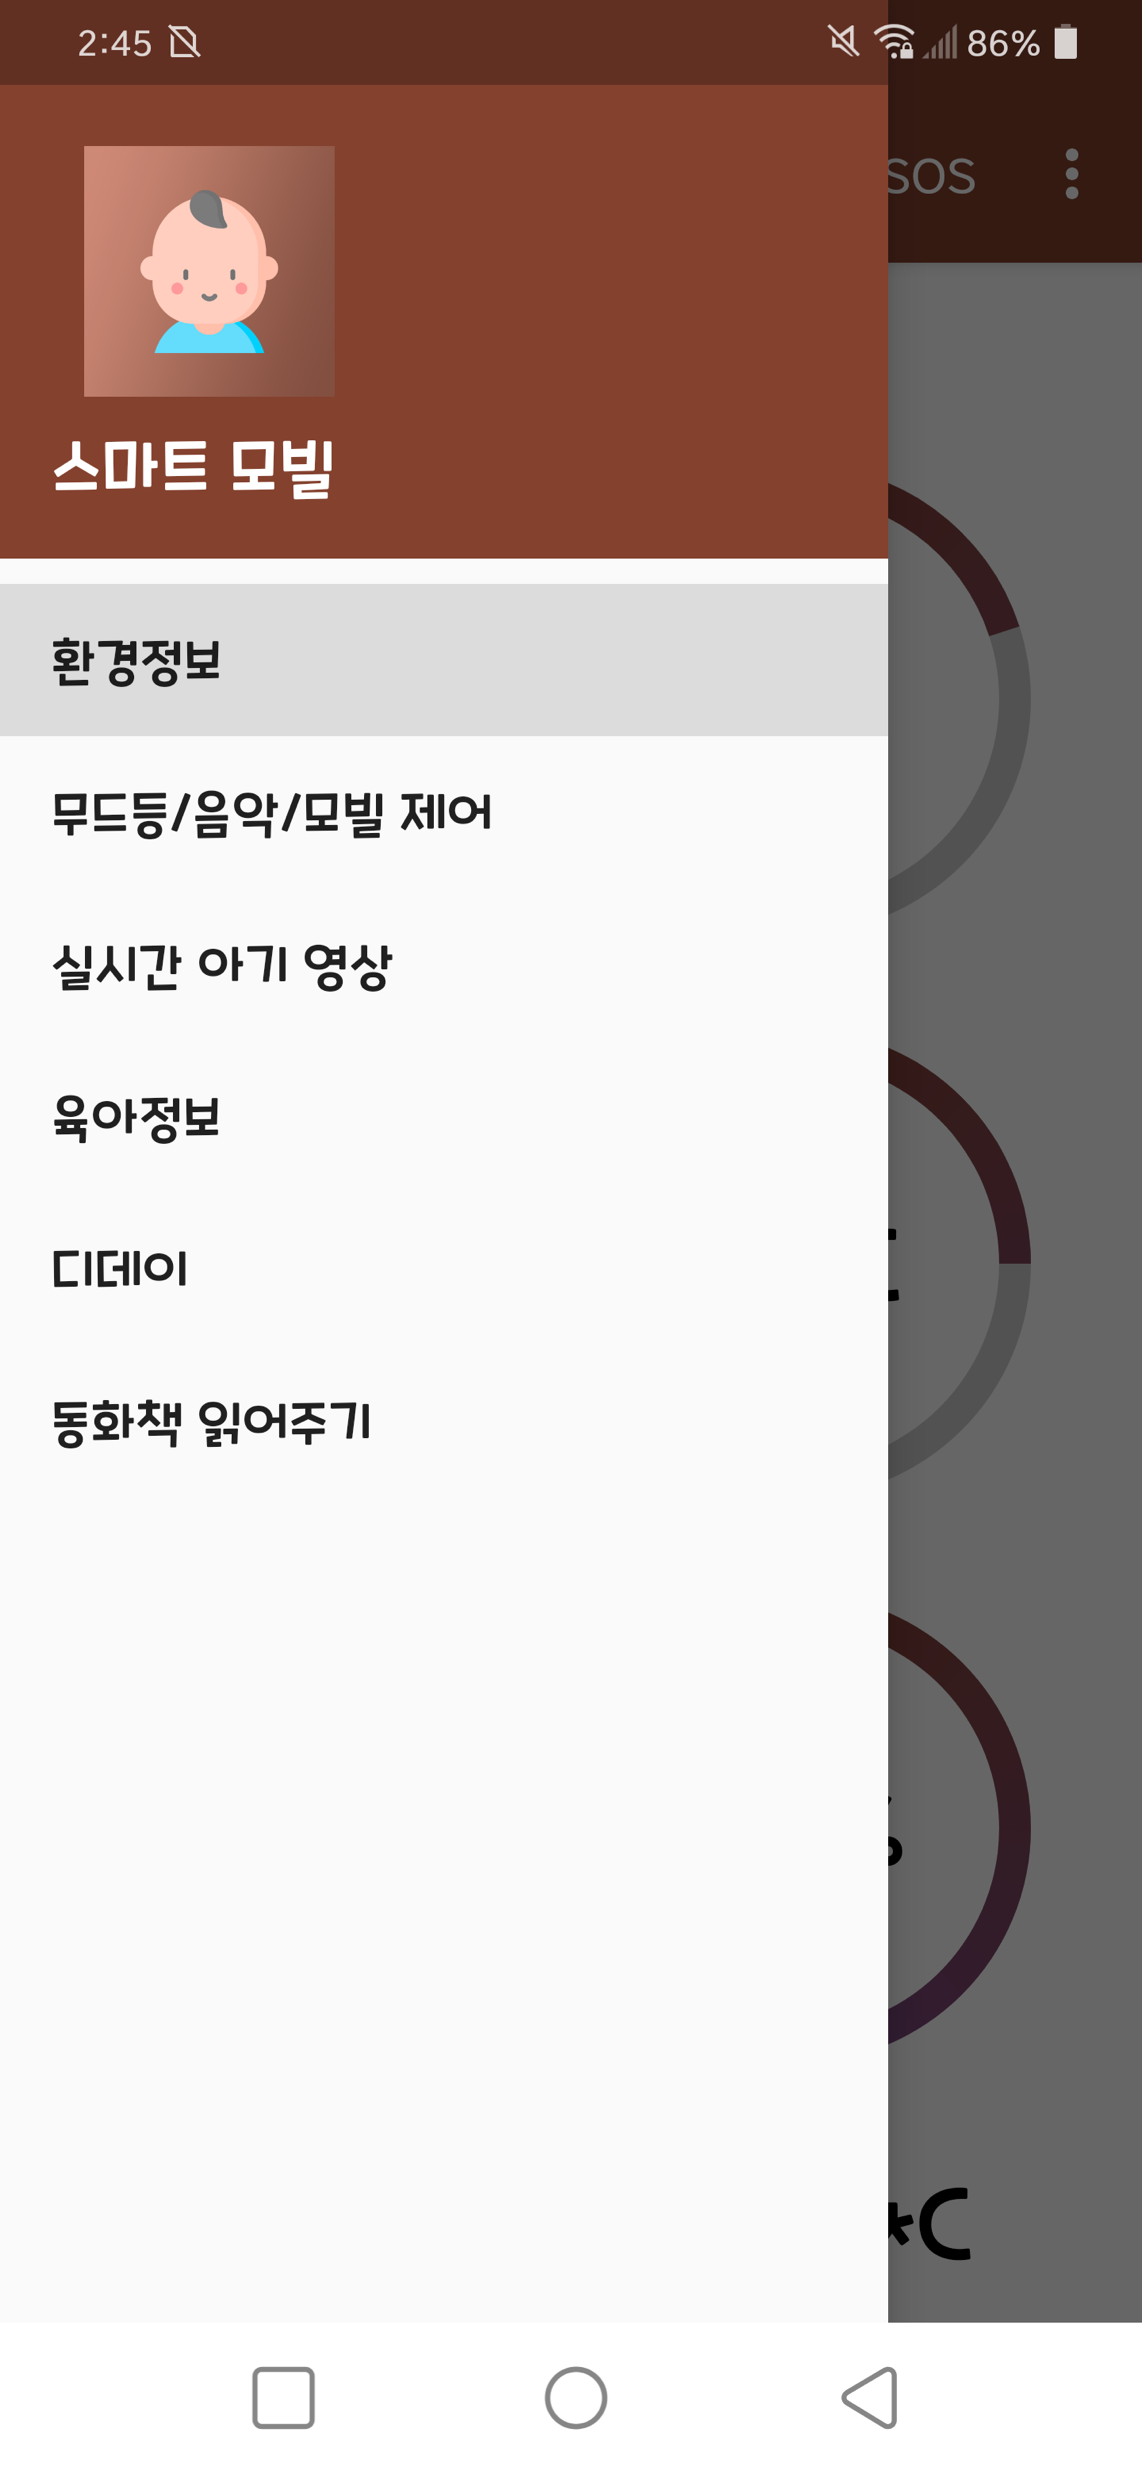 2:45
86%
SOS
스마트 모빌
환경정보
무드등/음악/모빌 제어
실시간 아기 영상
육아정보
디데이
동화책 읽어주기
*C